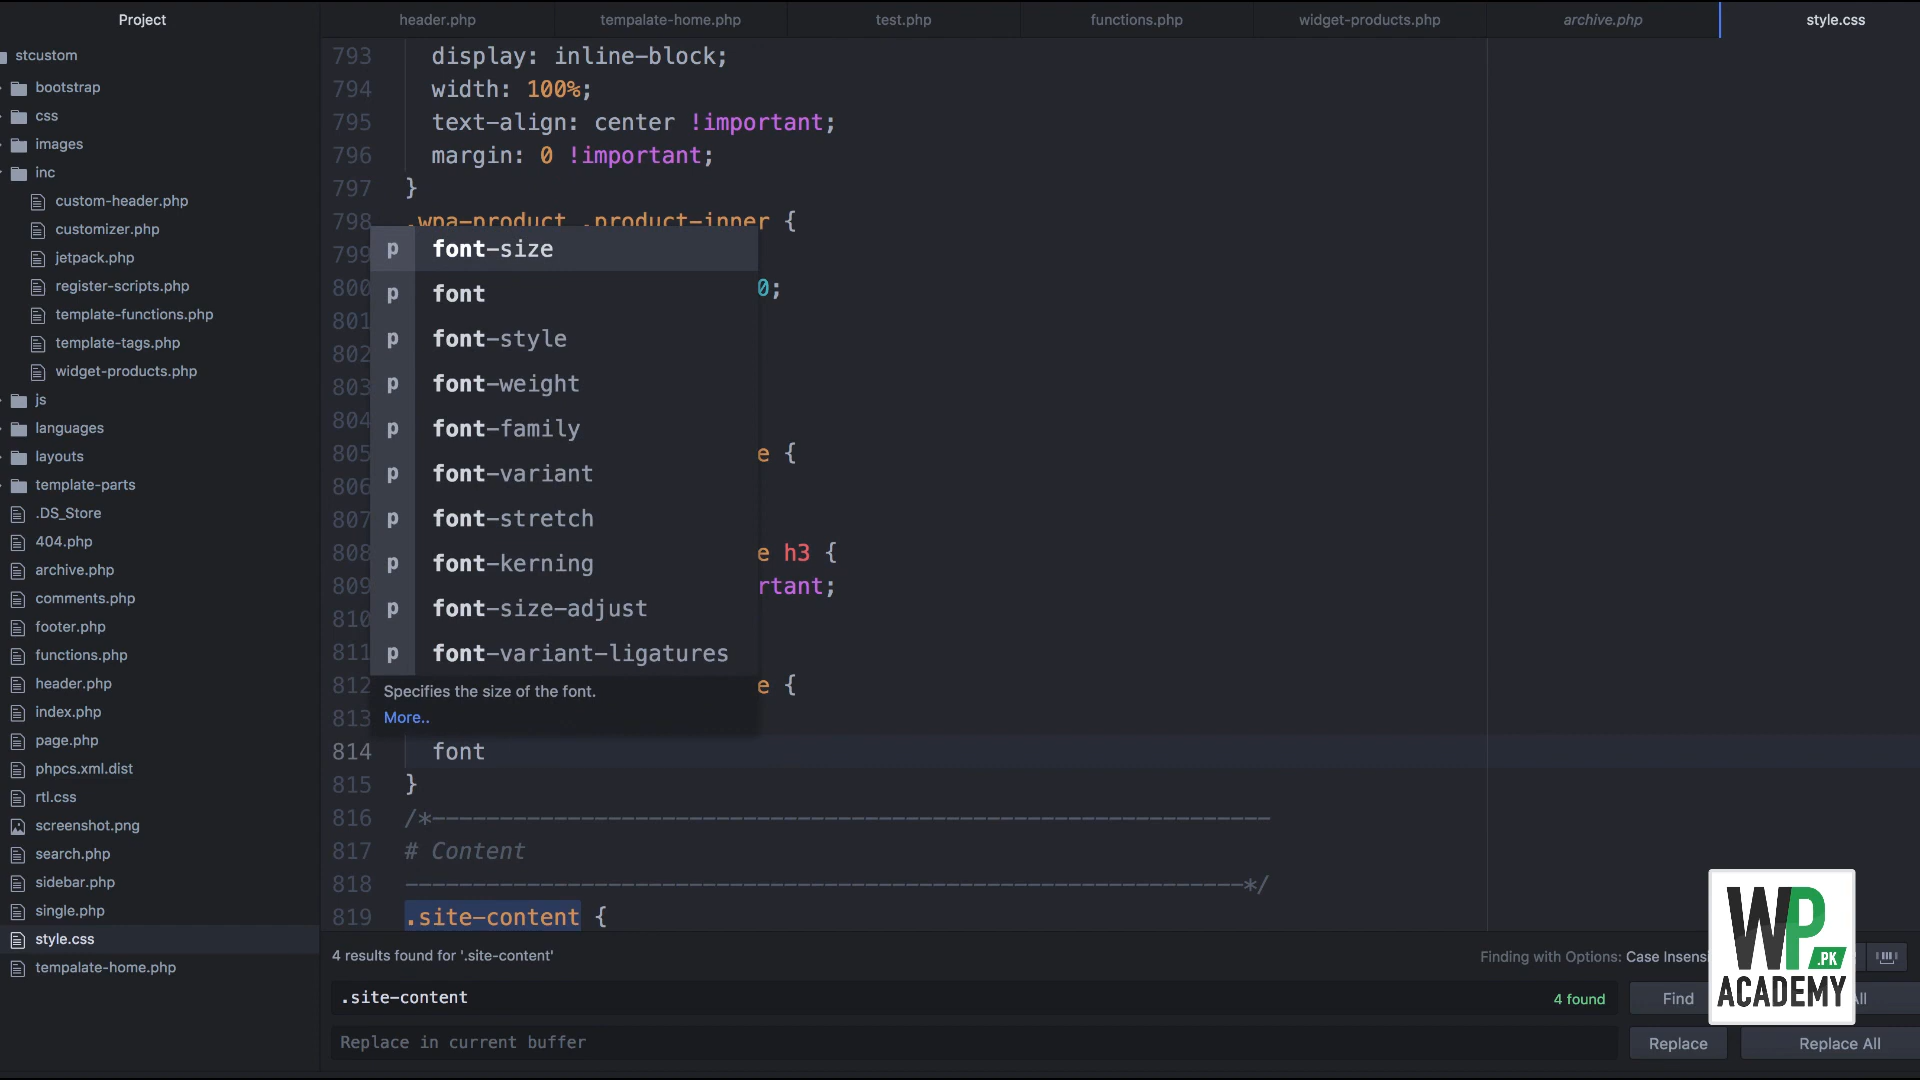 Project
header.php
tempalate-home.php
test.php
functions.php
widget-products.php
archive.php
style.css
stcustom
bootstrap
css
images
inc
custom-header.php
customizer.php
jetpack.php
register-scripts.php
template-functions.php
template-tags.php
widget-products.php
js
languages
layouts
template-parts
.DS_Store
404.php
archive.php
comments.php
footer.php
functions.php
header.php
index.php
page.php
phpcs.xml.dist
rtl.css
screenshot.png
search.php
sidebar.php
single.php
style.css
tempalate-home.php
793 display: inline-block;
794 width: 100%;
795 text-align: center !important;
796 margin: 0 !important;
797 }
798 .wpa-product .product-inner {
799
800 0;
801
802
803
804
805 e {
806
807
808 e h3 {
809 rtant;
810
811
812 e {
813
814 font
815 }
816 /*--------------------------------------------------------------
817 # Content
818 --------------------------------------------------------------*/
819 .site-content {
p font-size
p font
p font-style
p font-weight
p font-family
p font-variant
p font-stretch
p font-kerning
p font-size-adjust
p font-variant-ligatures
Specifies the size of the font.
More..
4 results found for '.site-content'
Finding with Options: Case Insensi
.site-content
4 found
Find
All
Replace in current buffer
Replace
Replace All
WP
.PK
ACADEMY